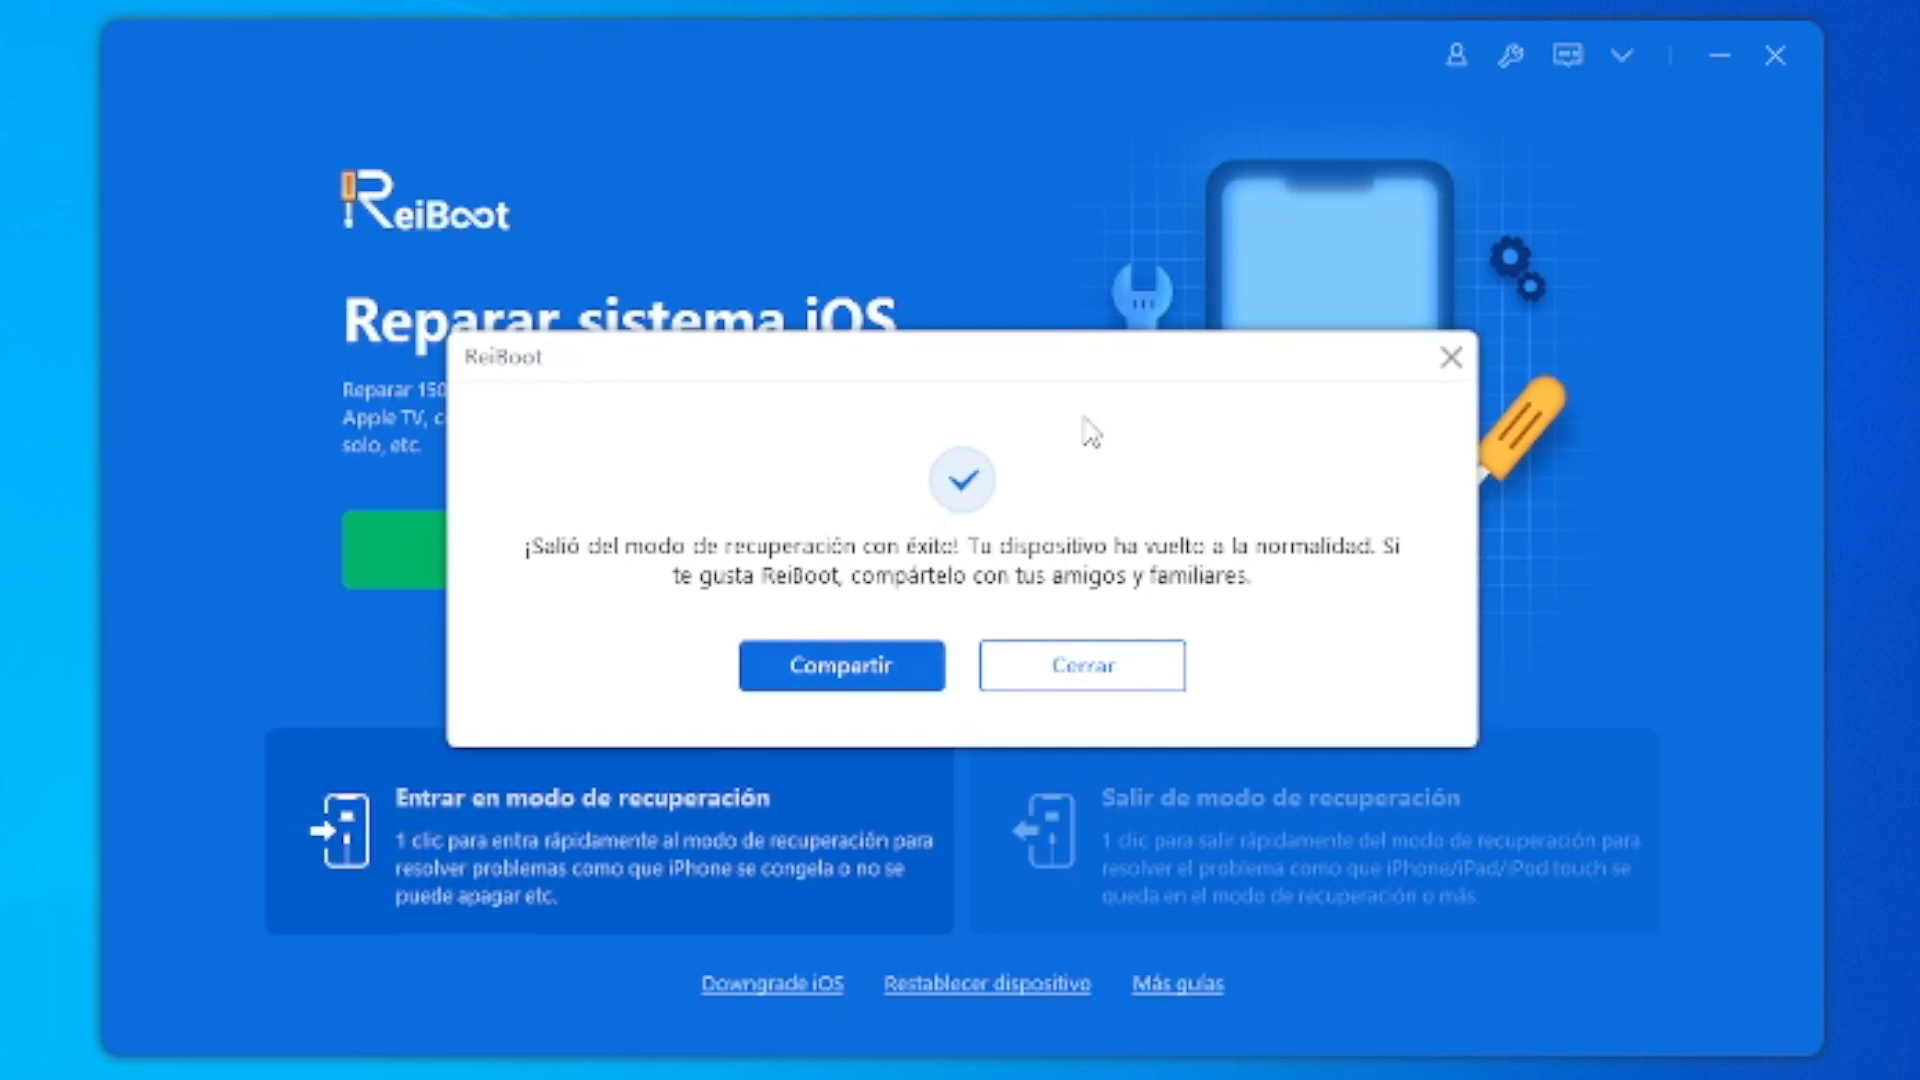 ReiBoot
Reparar sistema iOS
Reparar 150
Apple TV, c
solo, etc.
ReiBoot
¡Salió del modo de recuperación con éxito! Tu dispositivo ha vuelto a la normalidad. Si
te gusta ReiBoot, compártelo con tus amigos y familiares.
Compartir
Cerrar
Entrar en modo de recuperación
1 clic para entra rápidamente al modo de recuperación para
resolver problemas como que iPhone se congela o no se
puede apagar etc.
Salir de modo de recuperación
1 clic para salir rápidamente del modo de recuperación para
resolver el problema como que iPhone/iPad/iPod touch se
queda en el modo de recuperación o más.
Downgrade iOS
Restablecer dispositivo
Más guías